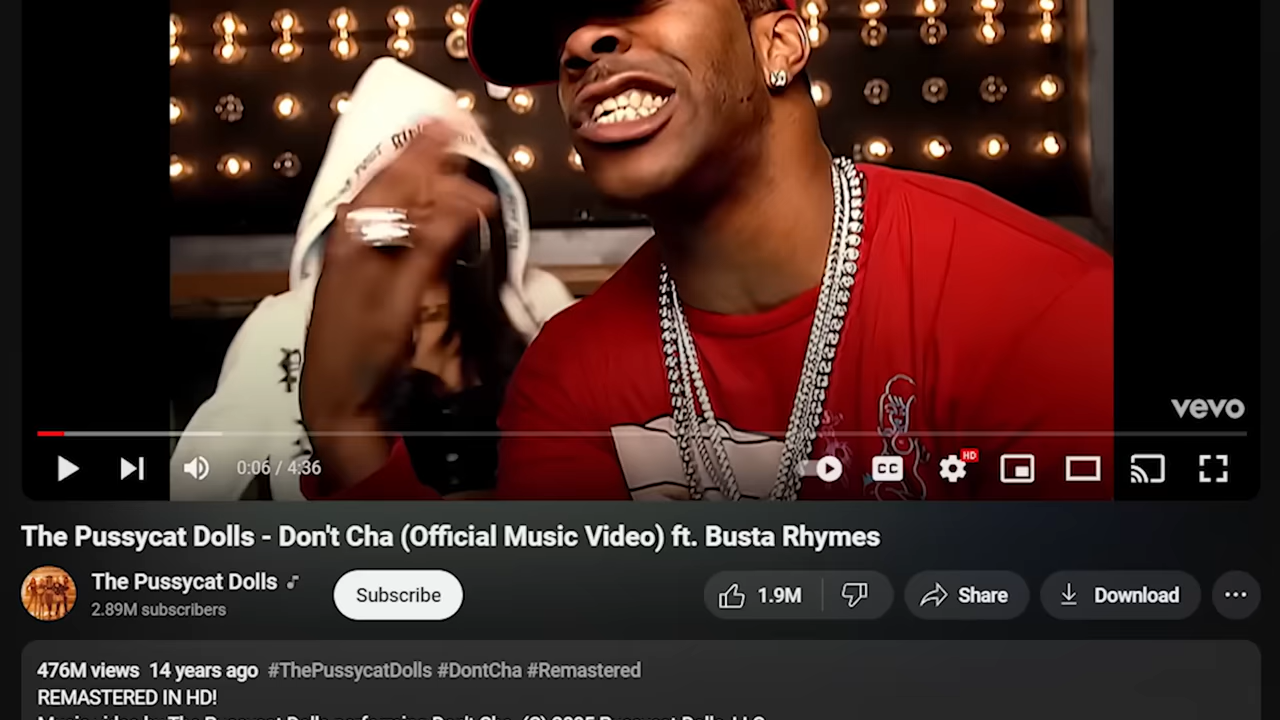 vevo
0:06 / 4:36
CC
HD
The Pussycat Dolls - Don't Cha (Official Music Video) ft. Busta Rhymes
The Pussycat Dolls
2.89M subscribers
Subscribe
1.9M
Share
Download
476M views 14 years ago #ThePussycatDolls #DontCha #Remastered
REMASTERED IN HD!